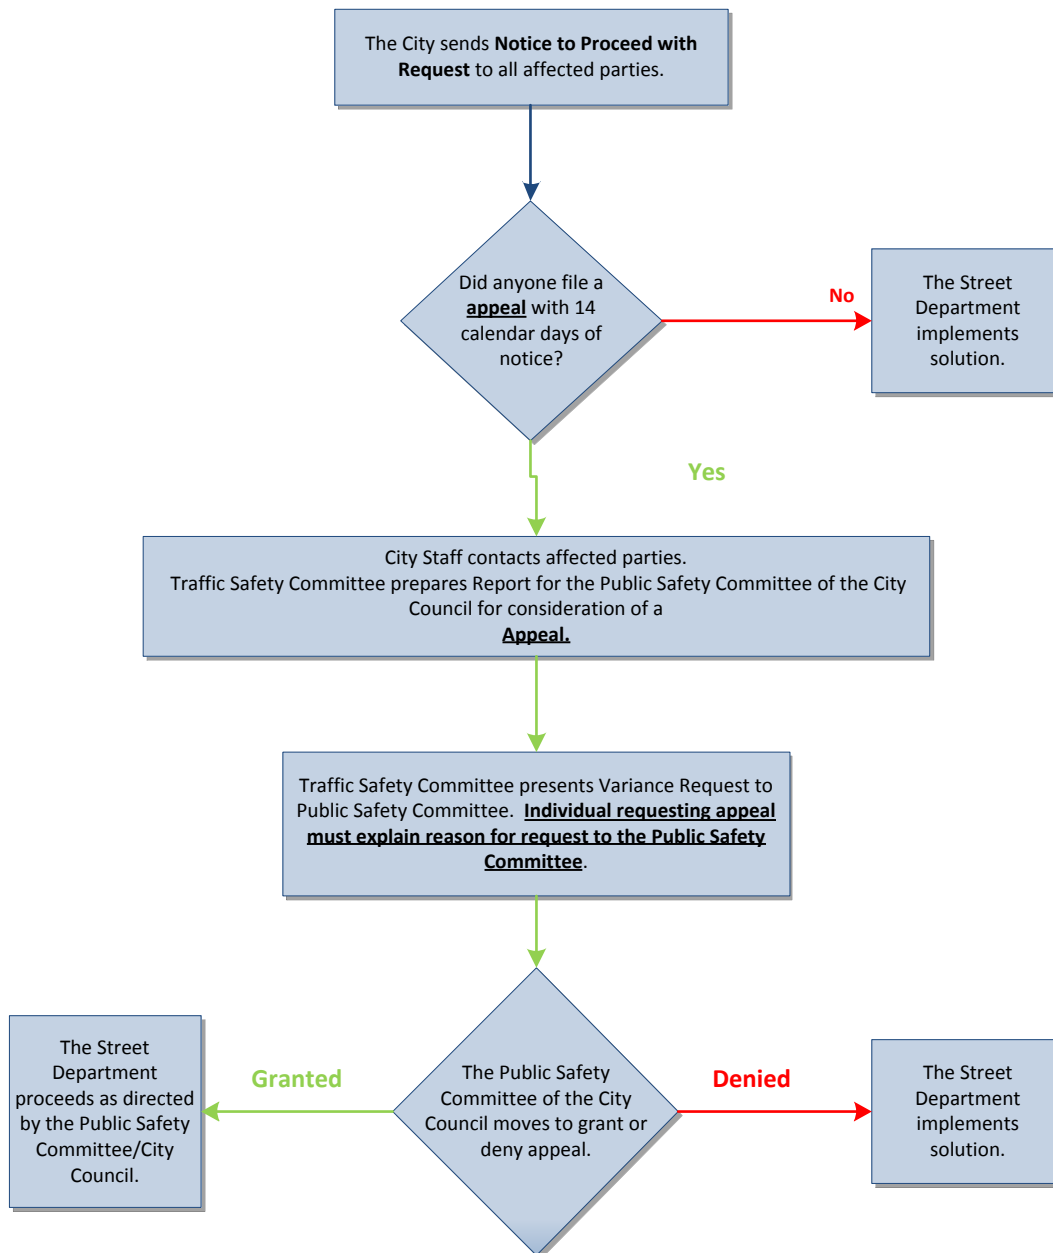 The City sends Notice to Proceed with
Request to all affected parties.
Did anyone file a
appeal with 14
calendar days of
notice?
No
The Street
Department
implements
solution.
Yes
City Staff contacts affected parties.
Traffic Safety Committee prepares Report for the Public Safety Committee of the City
Council for consideration of a
Appeal.
Traffic Safety Committee presents Variance Request to
Public Safety Committee.  Individual requesting appeal
must explain reason for request to the Public Safety
Committee.
The Street
Department
proceeds as directed
by the Public Safety
Committee/City
Council.
Granted
The Public Safety
Committee of the City
Council moves to grant or
deny appeal.
Denied
The Street
Department
implements
solution.